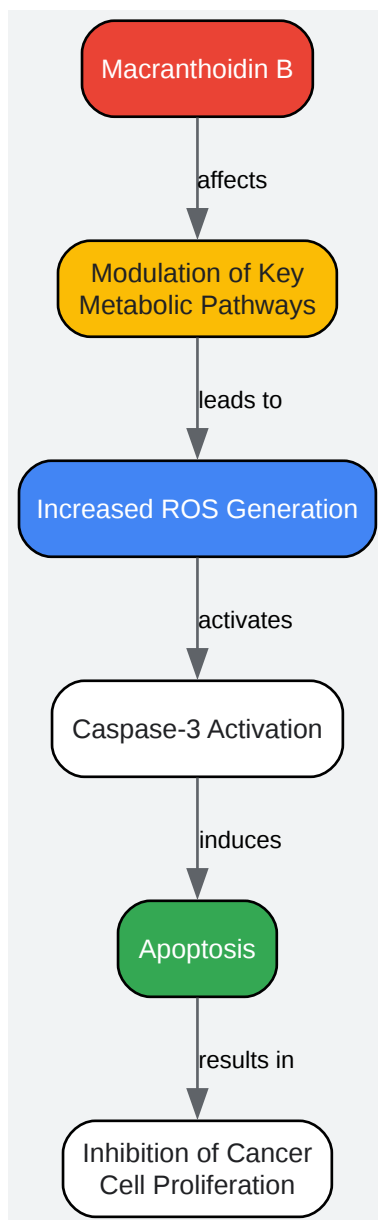 Macranthoidin B
affects
Modulation of Key
Metabolic Pathways
leads to
Increased ROS Generation
activates
Caspase-3 Activation
induces
Apoptosis
results in
Inhibition of Cancer
Cell Proliferation